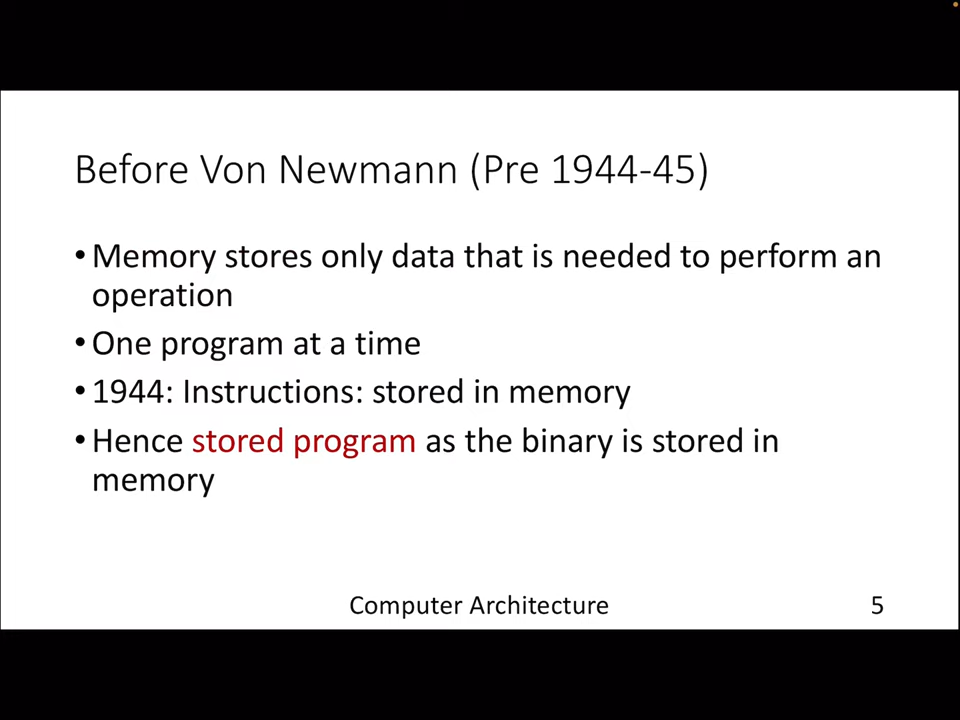 Before Von Newmann (Pre 1944-45)
• Memory stores only data that is needed to perform an
operation
• One program at a time
• 1944: Instructions: stored in memory
• Hence stored program as the binary is stored in
memory
Computer Architecture
5